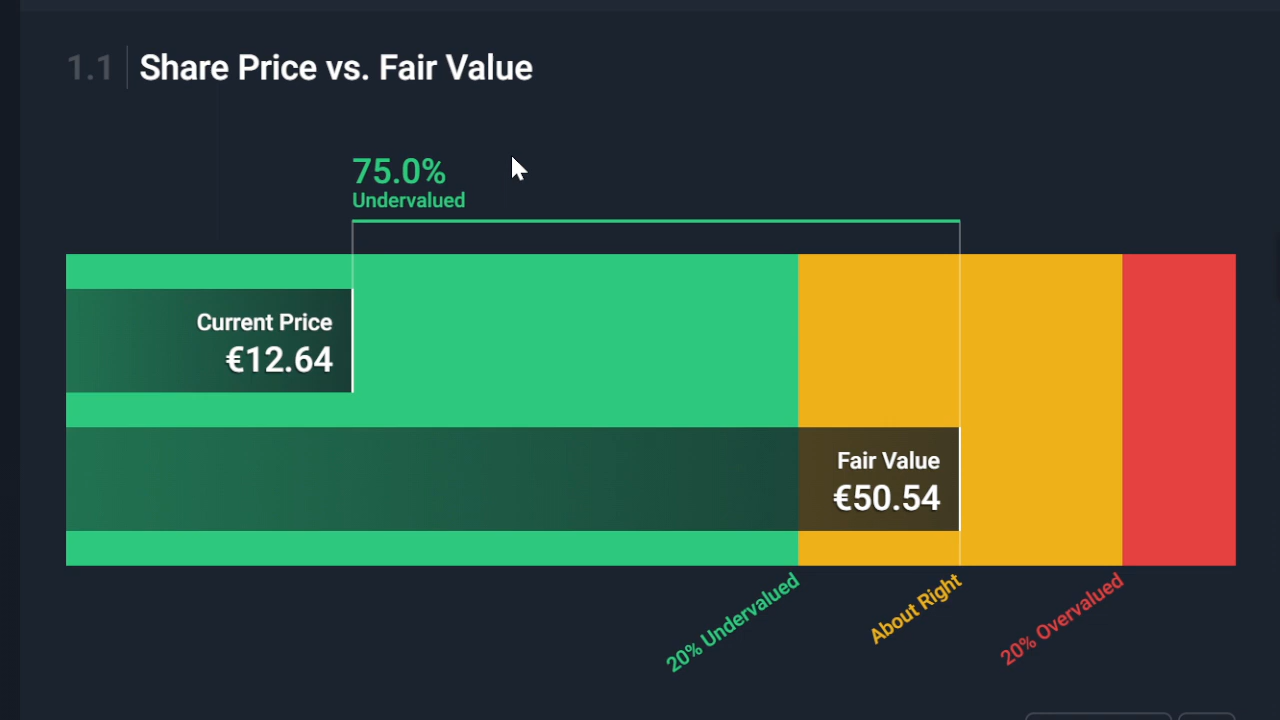 1.1 Share Price vs. Fair Value
75.0%
Undervalued
Current Price
€12.64
Fair Value
€50.54
20% Undervalued
About Right
20% Overvalued